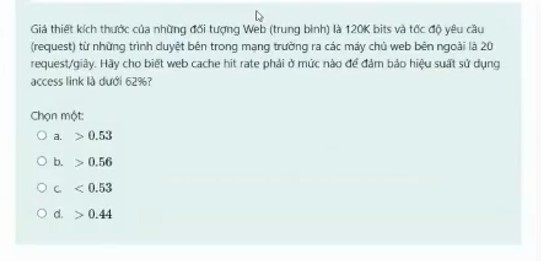 Giả thiết kích thước của những đối tượng Web (trung bình) là 120K bits và tốc độ yêu cầu
(request) từ những trình duyệt bên trong mạng trường ra các máy chủ web bên ngoài là 20
request/giây. Hãy cho biết web cache hit rate phải ở mức nào để đảm bảo hiệu suất sử dụng
access link là dưới 62%?
Chọn một:
a. > 0.53
b. > 0.56
c. < 0.53
d. > 0.44